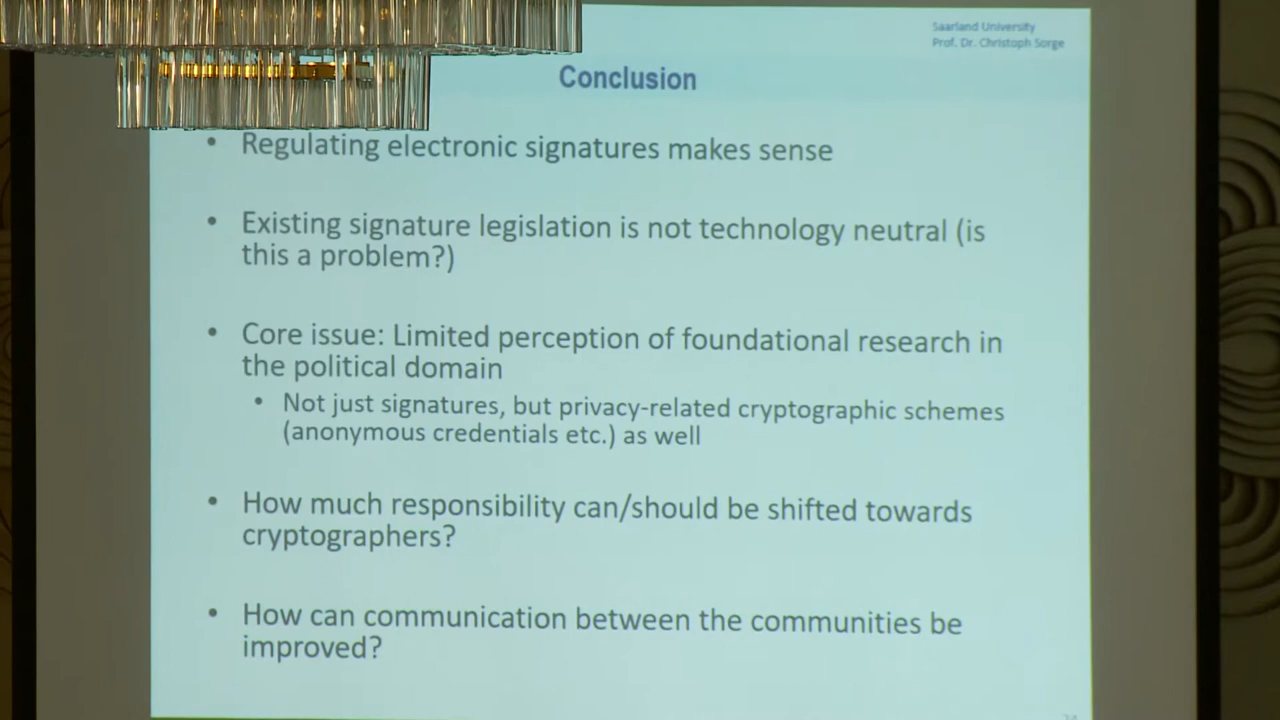 Saarland University
Prof. Dr. Christoph Sorge
Conclusion
• Regulating electronic signatures makes sense
• Existing signature legislation is not technology neutral (is
this a problem?)
• Core issue: Limited perception of foundational research in
the political domain
• Not just signatures, but privacy-related cryptographic schemes
(anonymous credentials etc.) as well
• How much responsibility can/should be shifted towards
cryptographers?
• How can communication between the communities be
improved?